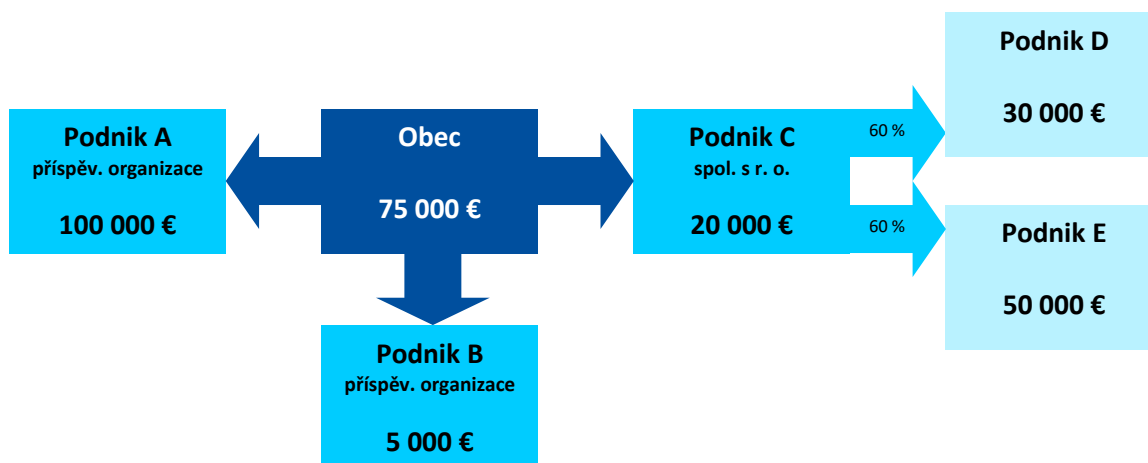 Podnik A
příspěv. organizace
100 000 €
Obec
75 000 €
Podnik B
příspěv. organizace
5 000 €
Podnik C
spol. s r. o.
20 000 €
60 %
60 %
Podnik D
30 000 €
Podnik E
50 000 €